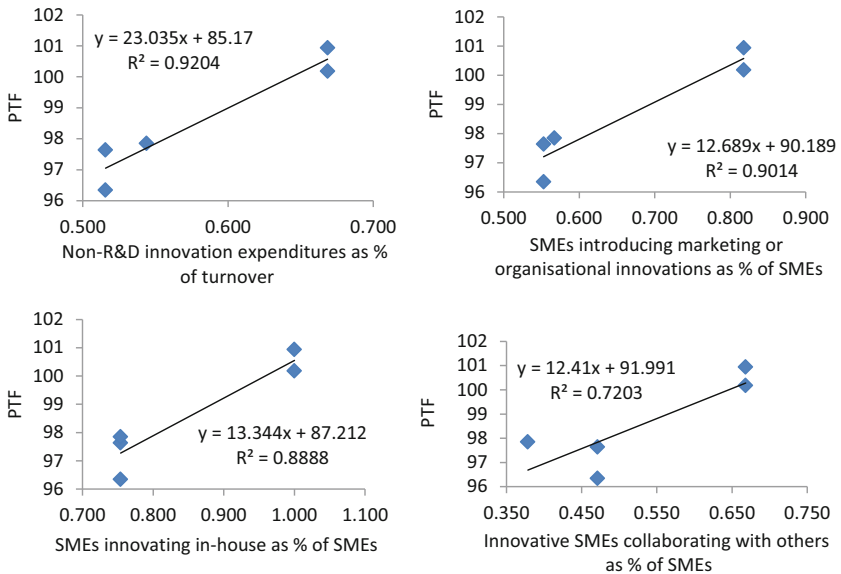 102
101
100
99
98
97
96
PTF
y = 23.035x + 85.17
R² = 0.9204
0.500 0.600 0.700
Non-R&D innovation expenditures as %
of turnover
102
101
100
99
98
97
96
PTF
y = 12.689x + 90.189
R² = 0.9014
0.500 0.600 0.700 0.800 0.900
SMEs introducing marketing or
organisational innovations as % of SMEs
102
101
100
99
98
97
96
PTF
y = 13.344x + 87.212
R² = 0.8888
0.700 0.800 0.900 1.000 1.100
SMEs innovating in-house as % of SMEs
102
101
100
99
98
97
96
PTF
y = 12.41x + 91.991
R² = 0.7203
0.350 0.450 0.550 0.650 0.750
Innovative SMEs collaborating with others
as % of SMEs